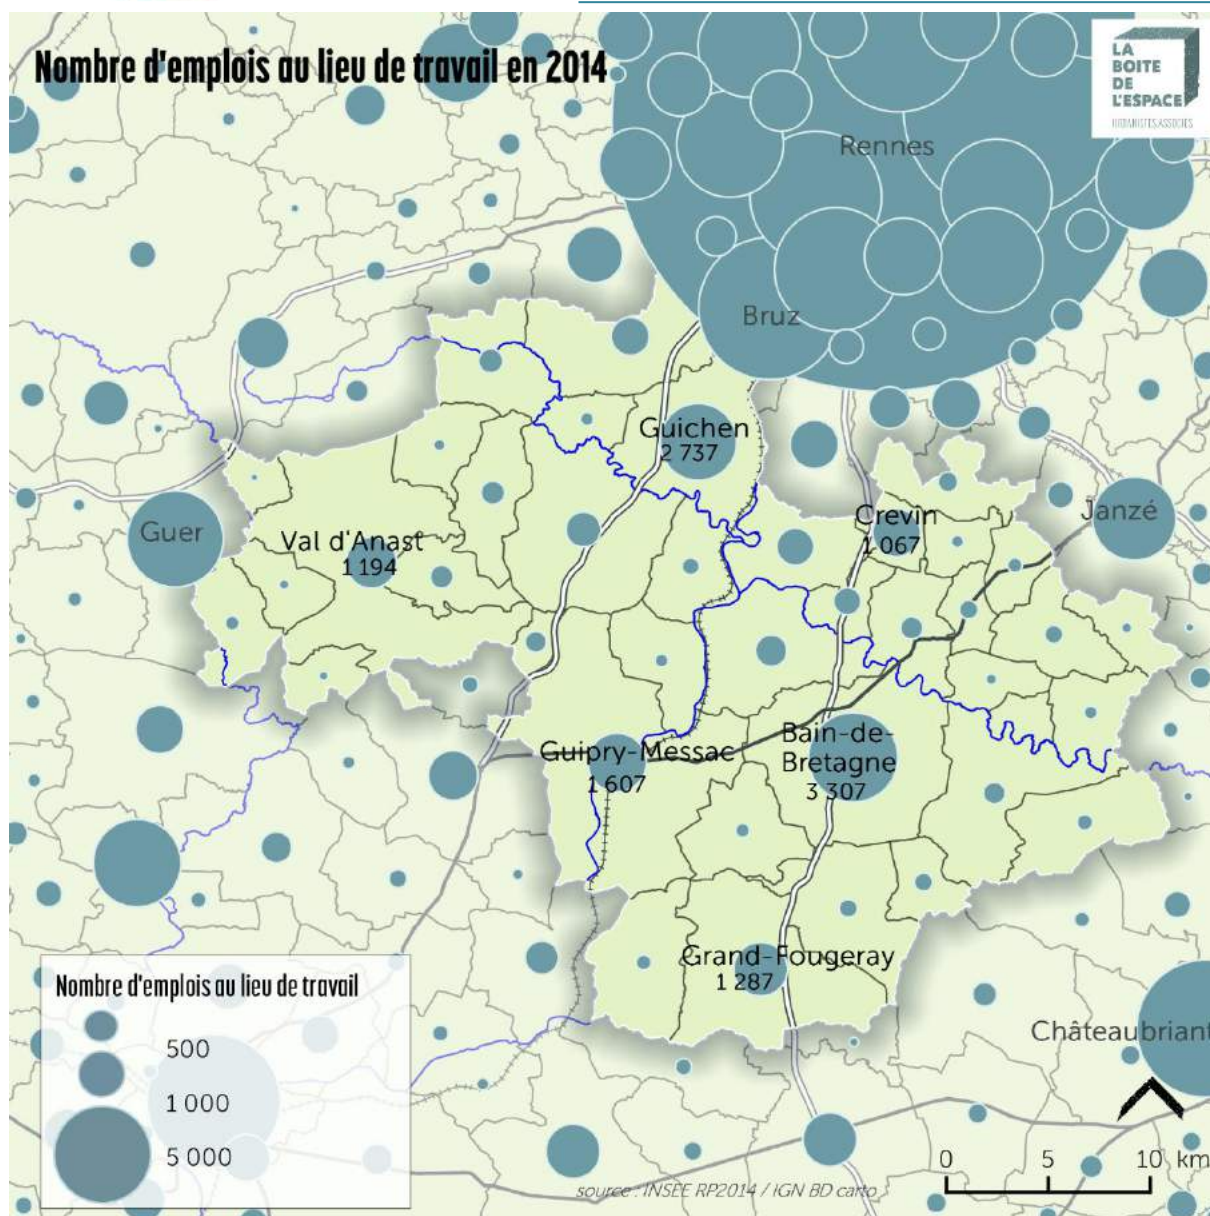 Nombre d'emplois au lieu de travail en 2014
LA
BOITE
DE
L'ESPACE
URBANISTES ASSOCIES
Rennes
Bruz
Guichen
2 737
Crevin
1 067
Janzé
Guer
Val d'Anast
1 194
Bain-de-
Bretagne
3 307
Guipry-Messac
1 607
Grand-Fougeray
1 287
Châteaubriant
Nombre d'emplois au lieu de travail
500
1 000
5 000
0 5 10 km
source : INSEE RP2014 / IGN BD carto